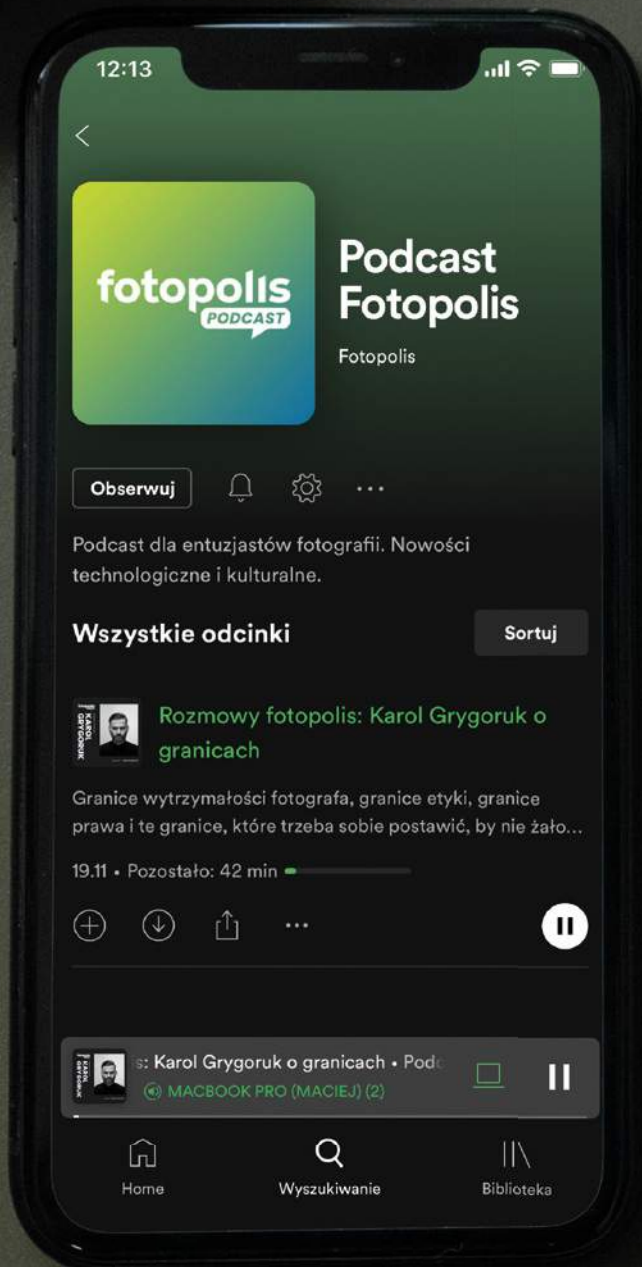 12:13
fotopolis
PODCAST
Podcast
Fotopolis
Fotopolis
Obserwuj
Podcast dla entuzjastów fotografii. Nowości
technologiczne i kulturalne.
Wszystkie odcinki
Sortuj
KAROL
GRYGORUK
Rozmowy fotopolis: Karol Grygoruk o
granicach
Granice wytrzymałości fotografa, granice etyki, granice
prawa i te granice, które trzeba sobie postawić, by nie żało...
19.11 • Pozostało: 42 min
KAROL
GRYGORUK
s: Karol Grygoruk o granicach • Podc
MACBOOK PRO (MACIEJ) (2)
Home
Wyszukiwanie
Biblioteka